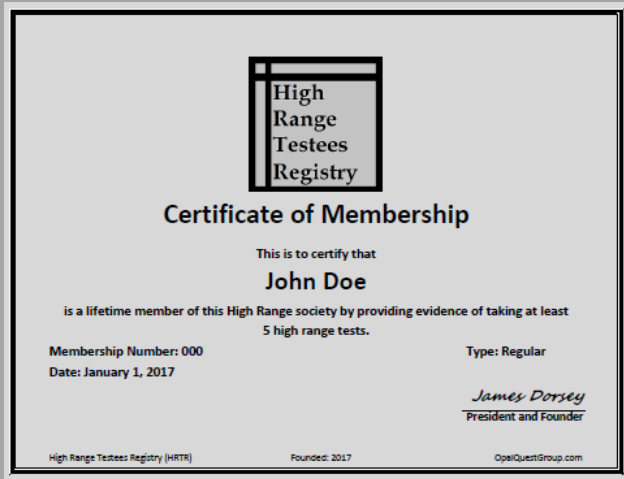 High
Range
Testees
Registry
Certificate of Membership
This is to certify that
John Doe
is a lifetime member of this High Range society by providing evidence of taking at least
5 high range tests.
Membership Number: 000 Type: Regular
Date: January 1, 2017
James Dorsey
President and Founder
High Range Testees Registry (HRTR) Founded: 2017 OpalQuestGroup.com